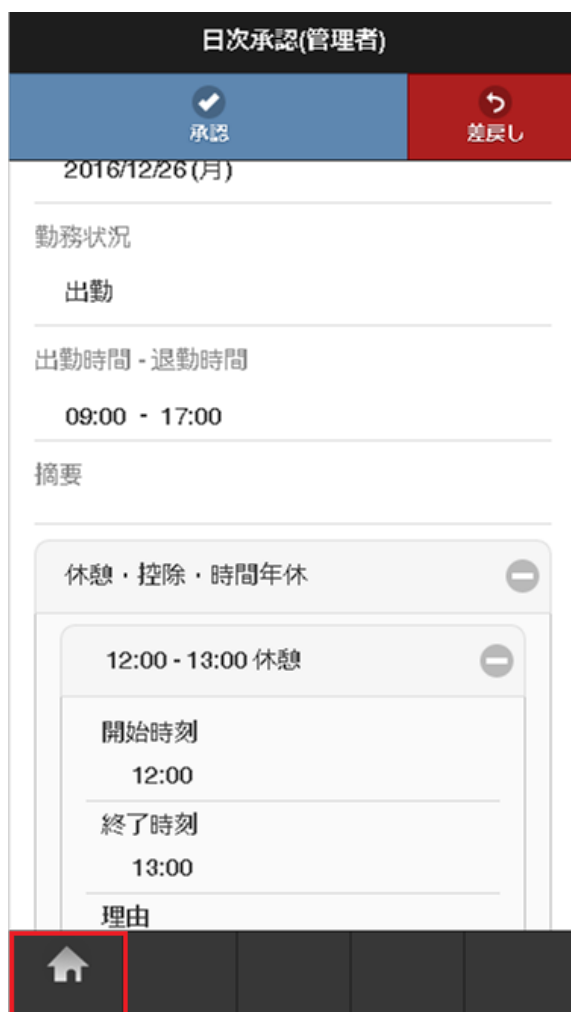 日次承認(管理者)
承認
差戻し
2016/12/26(月)
勤務状況
出勤
出勤時間 - 退勤時間
09:00 - 17:00
摘要
休憩・控除・時間年休
12:00 - 13:00 休憩
開始時刻
12:00
終了時刻
13:00
理由